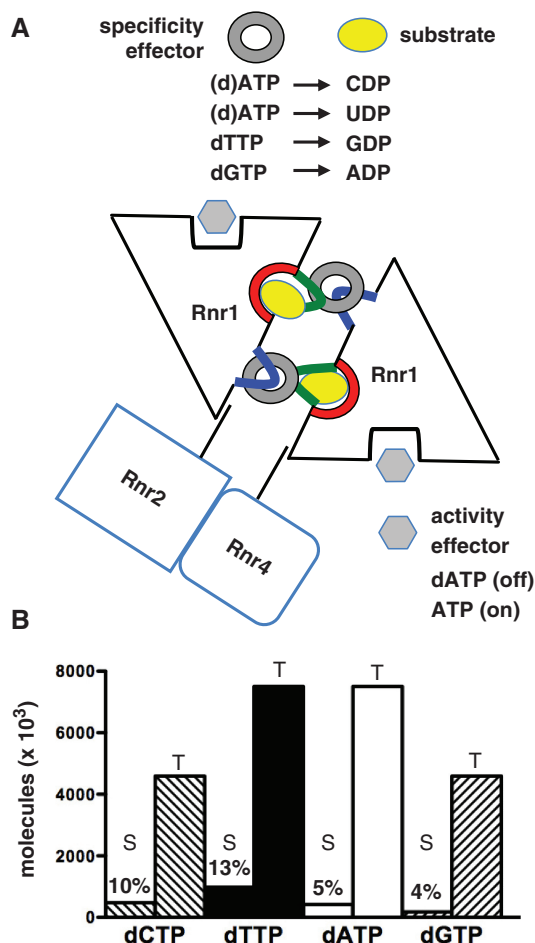 A
specificity effector
substrate
(d)ATP → CDP
(d)ATP → UDP
dTTP → GDP
dGTP → ADP
Rnr1
Rnr1
Rnr2
Rnr4
activity
effector
dATP (off)
ATP (on)
B
molecules (x 10³)
8000
6000
4000
2000
0
S
10%
T
S
13%
T
S
5%
T
S
4%
T
dCTP
dTTP
dATP
dGTP